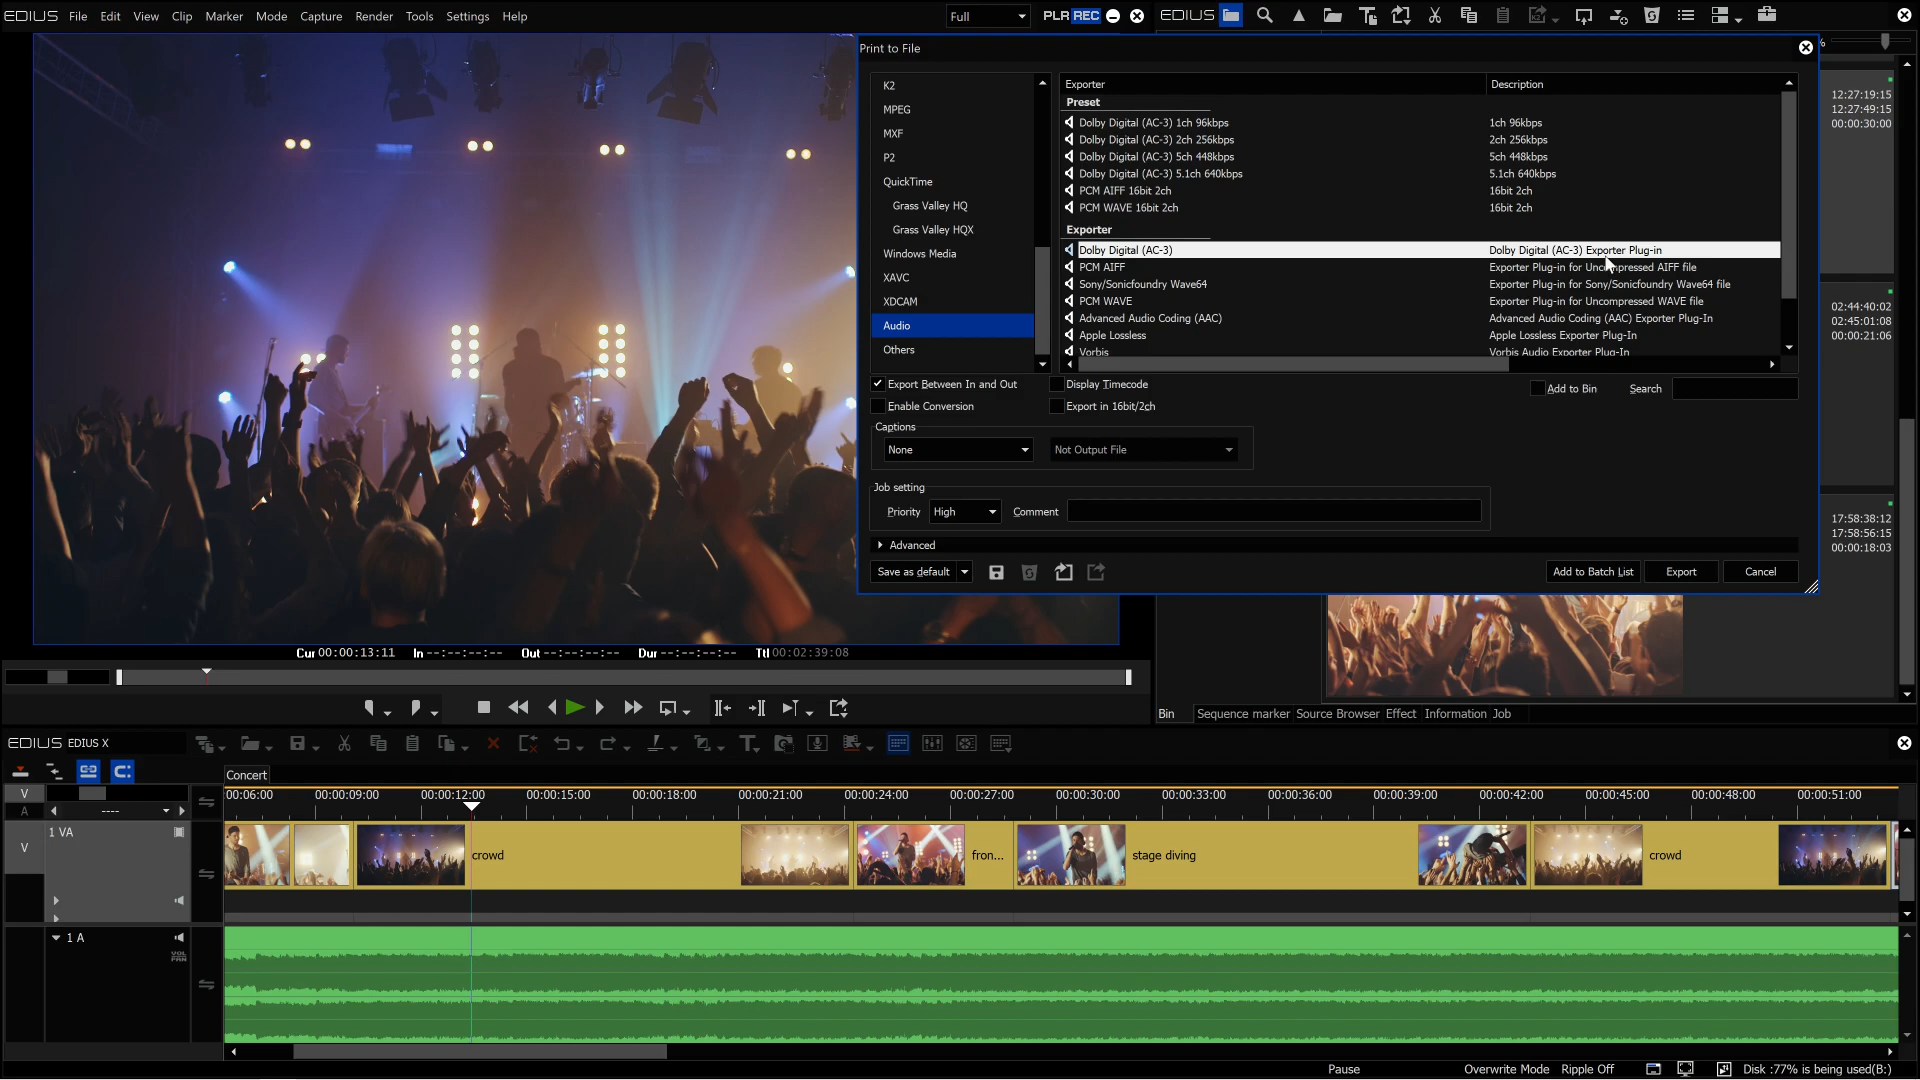 EDIUS File Edit View Clip Marker Mode Capture Render Tools Settings Help
Full
PLR REC
EDIUS
Print to File
K2
MPEG
MXF
P2
QuickTime
Grass Valley HQ
Grass Valley HQX
Windows Media
XAVC
XDCAM
Audio
Others
Exporter Description
Preset
Dolby Digital (AC-3) 1ch 96kbps 1ch 96kbps
Dolby Digital (AC-3) 2ch 256kbps 2ch 256kbps
Dolby Digital (AC-3) 5ch 448kbps 5ch 448kbps
Dolby Digital (AC-3) 5.1ch 640kbps 5.1ch 640kbps
PCM AIFF 16bit 2ch 16bit 2ch
PCM WAVE 16bit 2ch 16bit 2ch
Exporter
Dolby Digital (AC-3) Dolby Digital (AC-3) Exporter Plug-in
PCM AIFF Exporter Plug-in for Uncompressed AIFF file
Sony/Sonicfoundry Wave64 Exporter Plug-in for Sony/Sonicfoundry Wave64 file
PCM WAVE Exporter Plug-in for Uncompressed WAVE file
Advanced Audio Coding (AAC) Advanced Audio Coding (AAC) Exporter Plug-In
Apple Lossless Apple Lossless Exporter Plug-In
Vorbis Vorbis Audio Exporter Plug-In
Export Between In and Out Display Timecode
Add to Bin Search
Enable Conversion Export in 16bit/2ch
Captions
None Not Output File
Job setting
Priority High Comment
Advanced
Save as default
Add to Batch List Export Cancel
%
12:27:19:15
12:27:49:15
00:00:30:00
02:44:40:02
02:45:01:08
00:00:21:06
17:58:38:12
17:58:56:15
00:00:18:03
Cur 00:00:13:11 In --:--:--:-- Out --:--:--:-- Dur --:--:--:-- Ttl 00:02:39:08
Bin Sequence marker Source Browser Effect Information Job
EDIUS EDIUS X
Concert
V
A
----
00:06:00 00:00:09:00 00:00:12:00 00:00:15:00 00:00:18:00 00:00:21:00 00:00:24:00 00:00:27:00 00:00:30:00 00:00:33:00 00:00:36:00 00:00:39:00 00:00:42:00 00:00:45:00 00:00:48:00 00:00:51:00
1 VA
V
crowd fron... stage diving crowd
1 A
VOL
PAN
Pause Overwrite Mode Ripple Off Disk :77% is being used(B:)